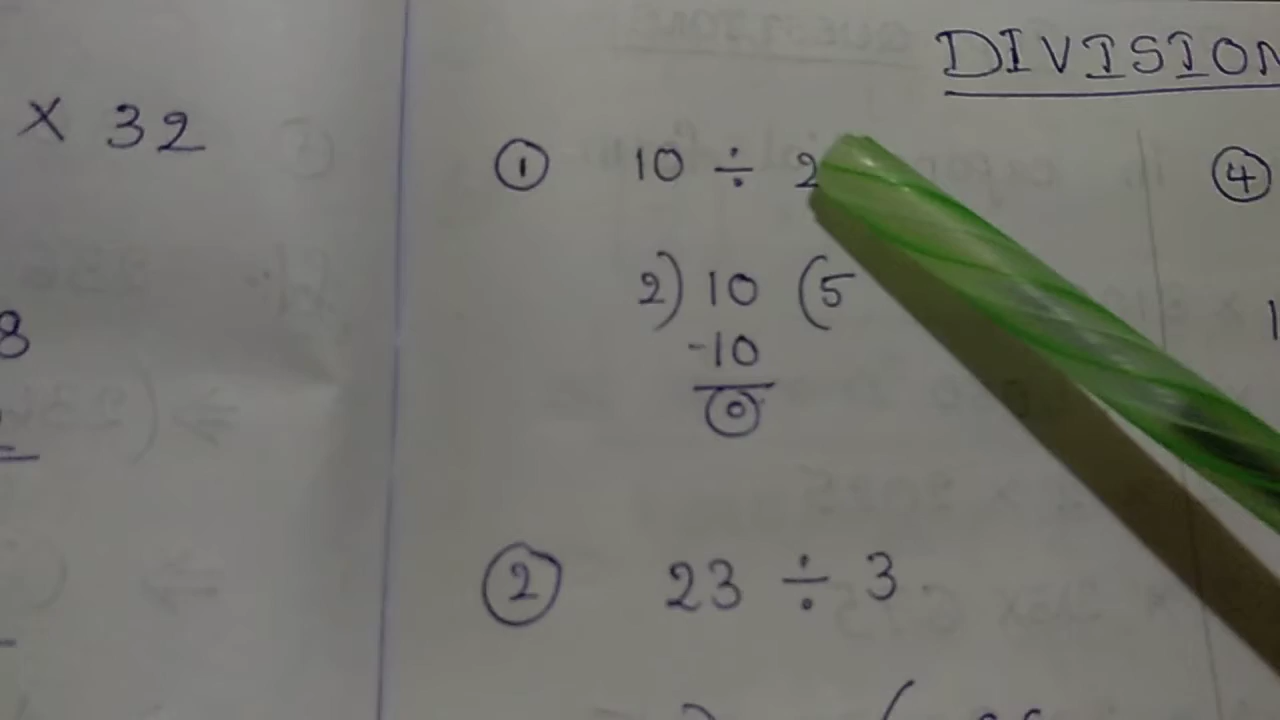 DIVISION
× 32
① 10 ÷ 2
④
2) 10 (5
8
-10
0
② 23 ÷ 3